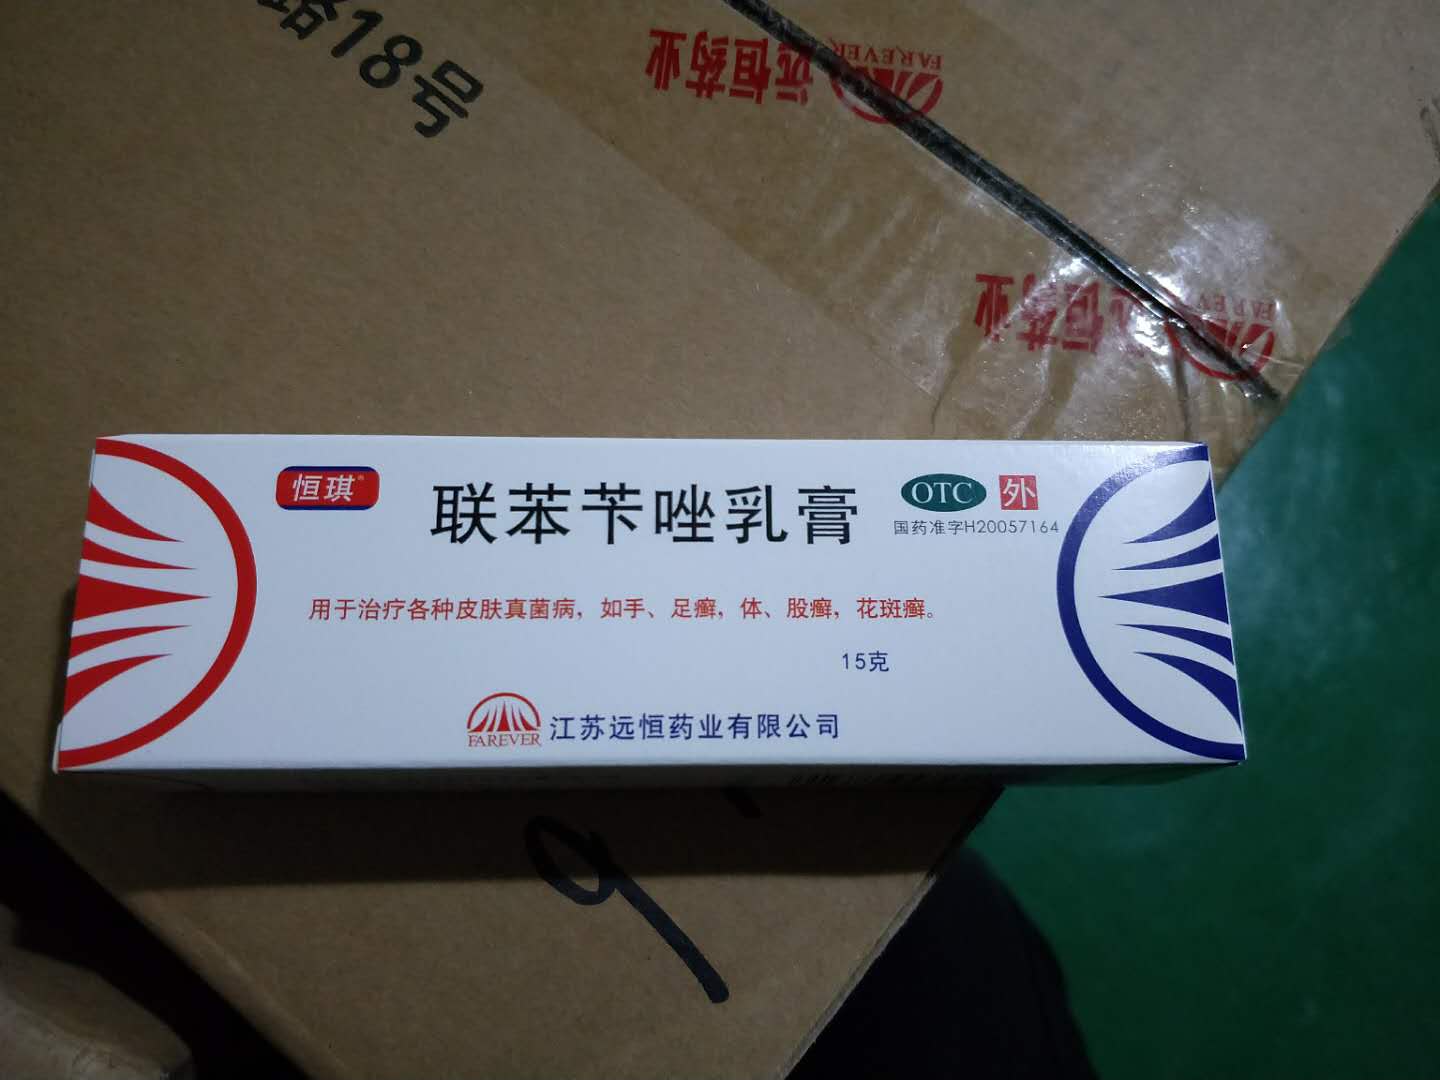 路18号
远恒药业 FAREVER
远恒药业 FAREVER
恒琪®
联苯苄唑乳膏
OTC 外
国药准字H20057164
用于治疗各种皮肤真菌病，如手、足癣，体、股癣，花斑癣。
15克
FAREVER 江苏远恒药业有限公司
9